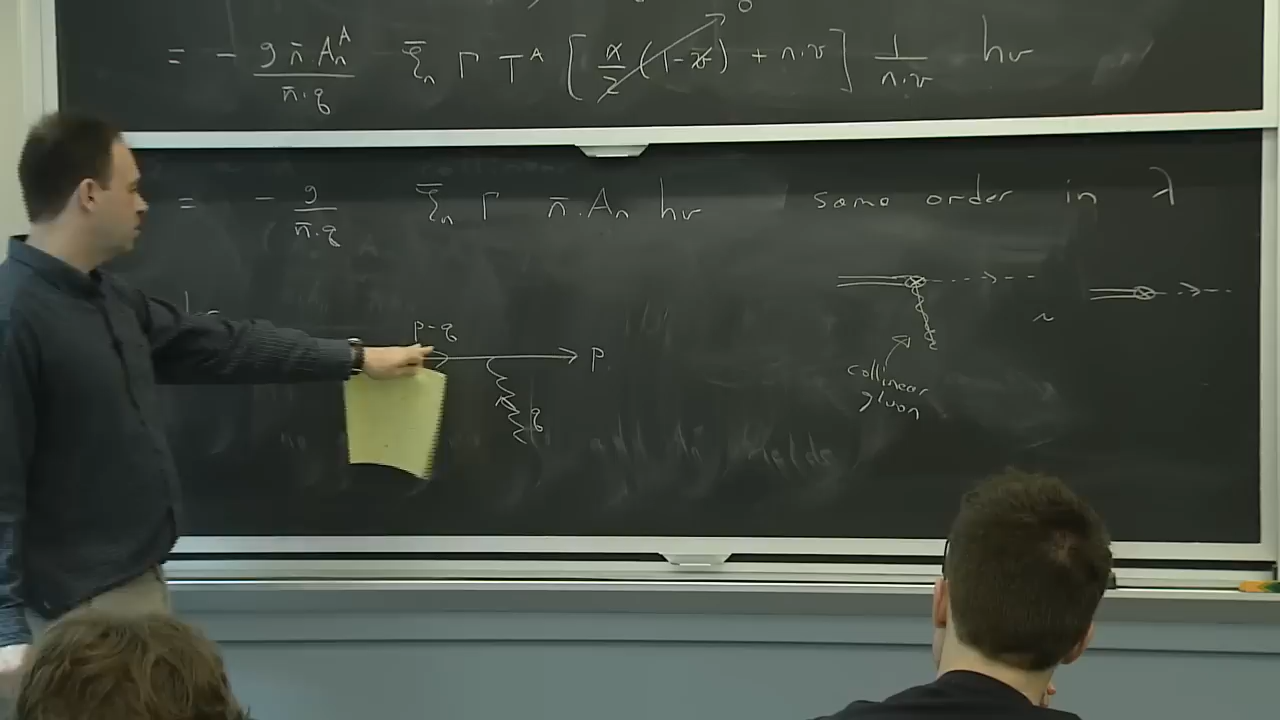 = - g n̄·A_n^A / n̄·q ξ̄_n Γ T^A [ n̸/2 (1-v̸) + n·v ] 1/n·v h_v
0
= - g / n̄·q ξ̄_n Γ n̄·A_n h_v same order in λ
p-q
p
q
~
collinear
gluon